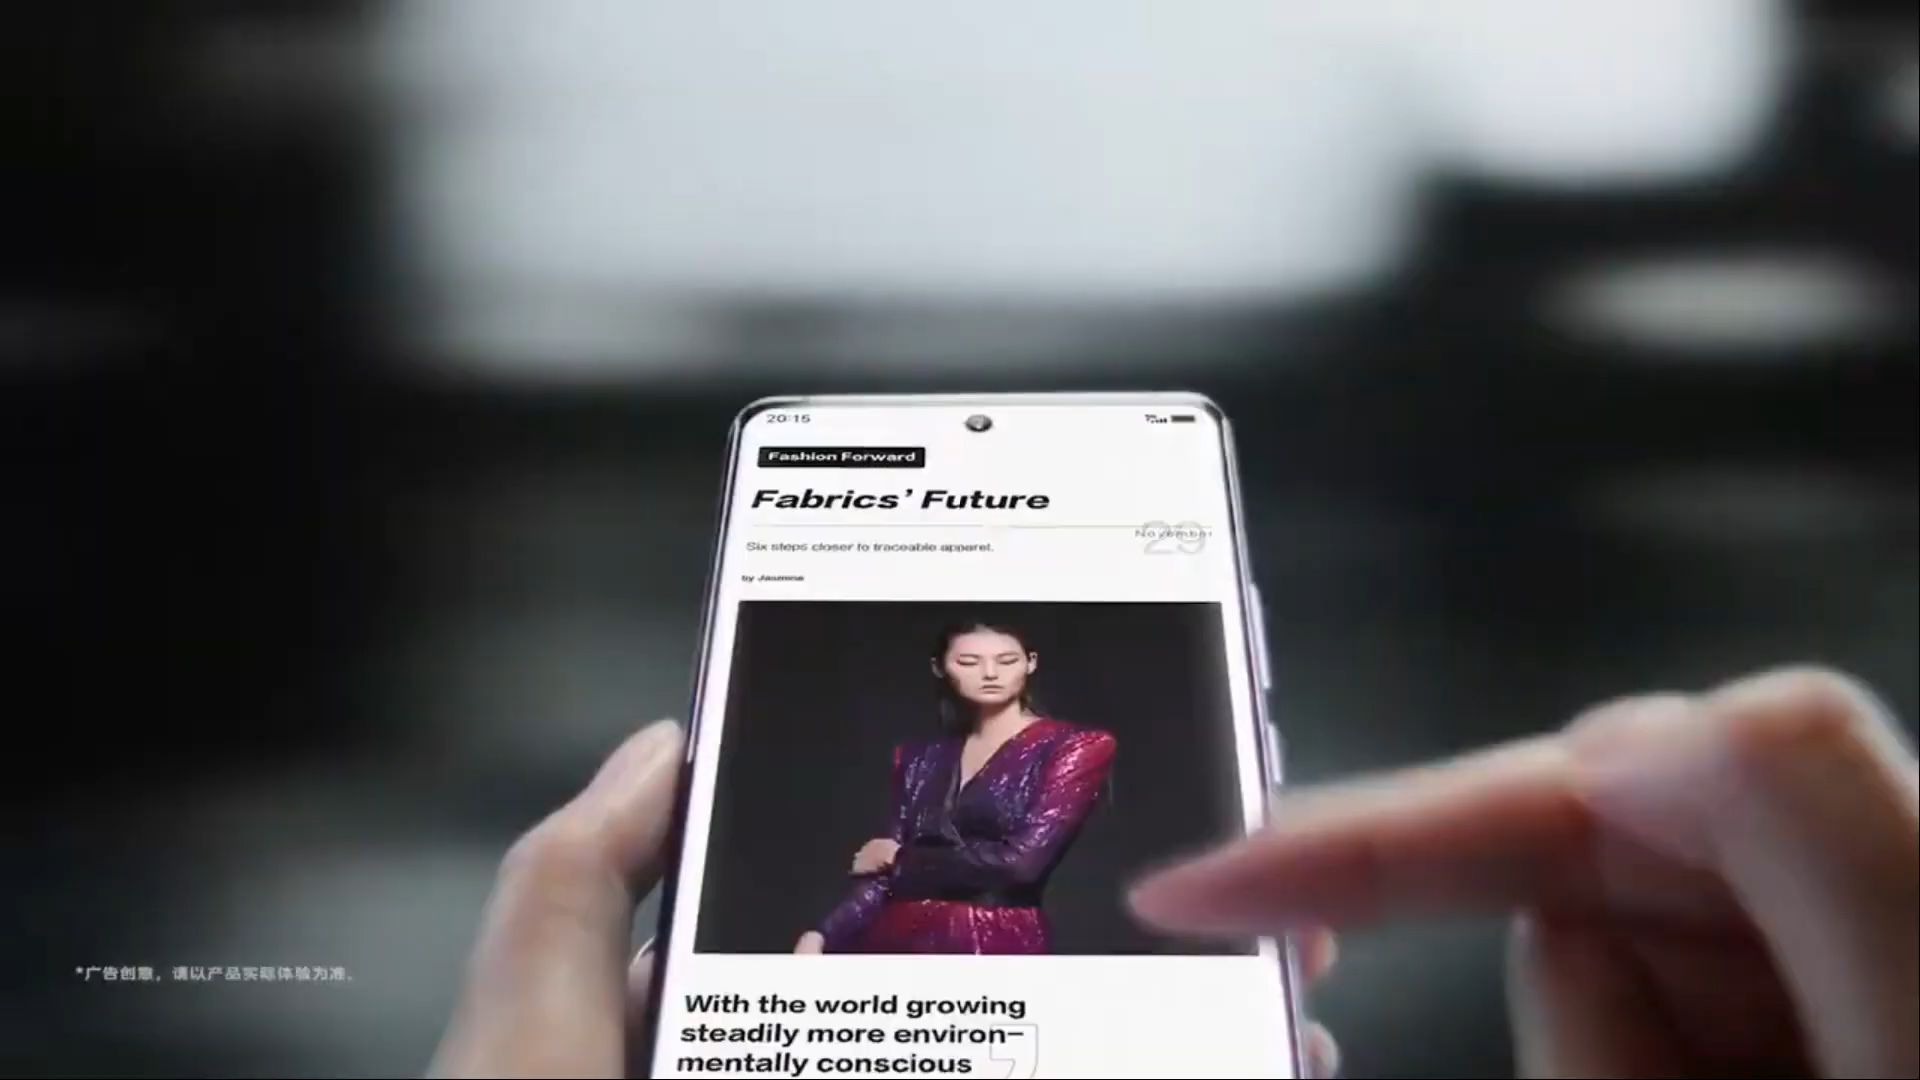 20:15
Fashion Forward
Fabrics’ Future
29
November
Six steps closer to traceable apparel.
by Jasmine
With the world growing
steadily more environ-
mentally conscious
*广告创意，请以产品实际体验为准。